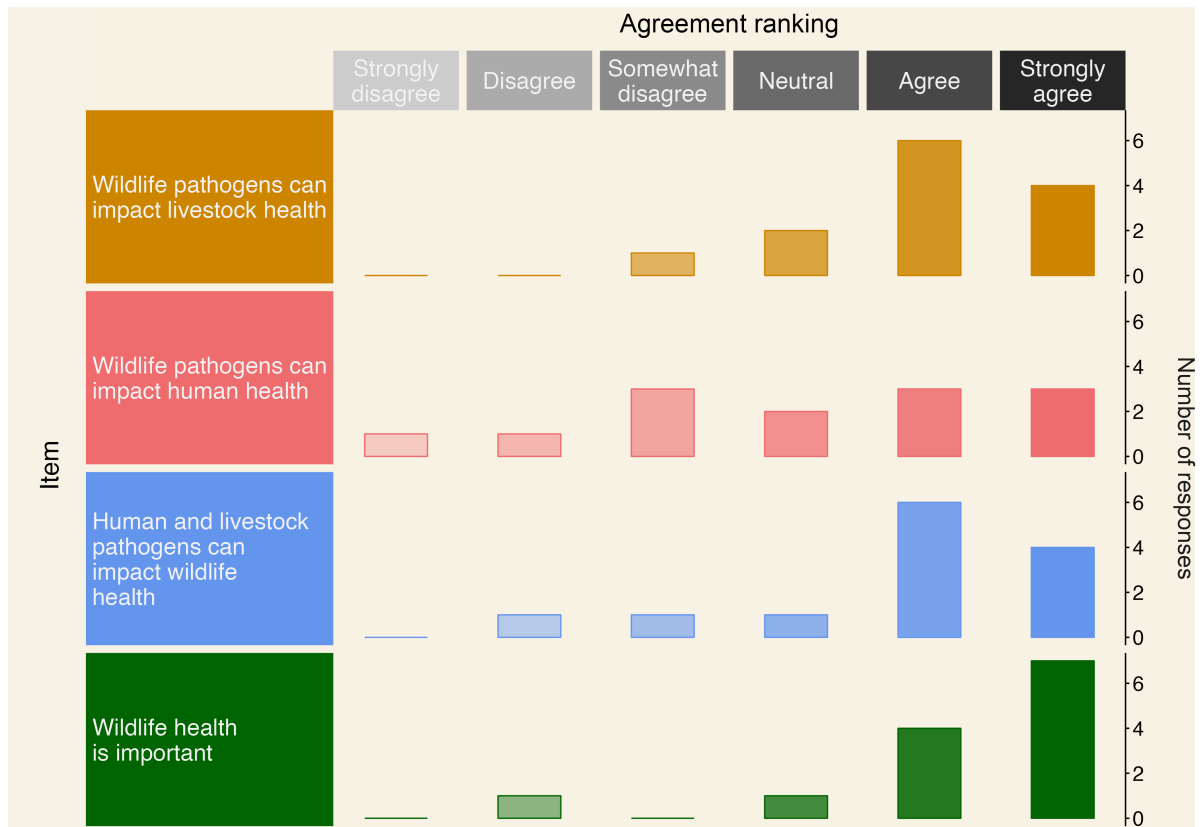 Agreement ranking
Strongly
disagree
Disagree
Somewhat
disagree
Neutral
Agree
Strongly
agree
Item
Wildlife pathogens can
impact livestock health
6
4
2
0
Wildlife pathogens can
impact human health
6
4
2
0
Human and livestock
pathogens can
impact wildlife
health
6
4
2
0
Wildlife health
is important
6
4
2
0
Number of responses